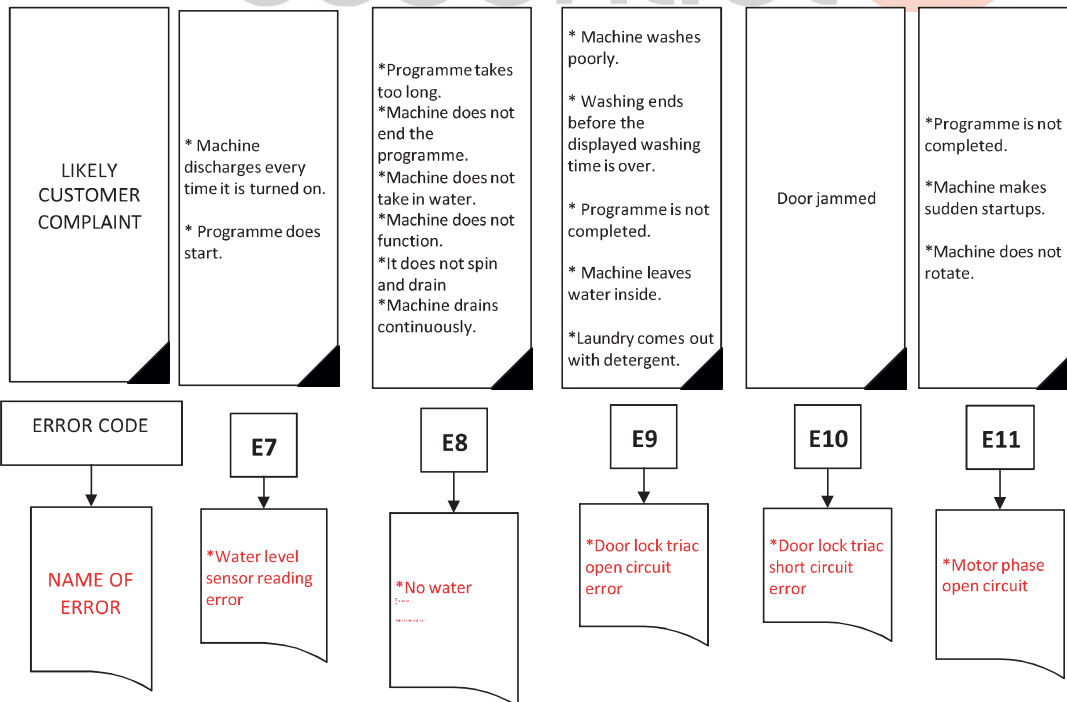 LIKELY
CUSTOMER
COMPLAINT
* Machine
discharges every
time it is turned on.
* Programme does
start.
*Programme takes
too long.
*Machine does not
end the
programme.
*Machine does not
take in water.
*Machine does not
function.
*It does not spin
and drain
*Machine drains
continuously.
* Machine washes
poorly.
* Washing ends
before the
displayed washing
time is over.
* Programme is not
completed.
* Machine leaves
water inside.
*Laundry comes out
with detergent.
Door jammed
*Programme is not
completed.
*Machine makes
sudden startups.
*Machine does not
rotate.
ERROR CODE
E7
E8
E9
E10
E11
NAME OF
ERROR
*Water level
sensor reading
error
*No water
*Door lock triac
open circuit
error
*Door lock triac
short circuit
error
*Motor phase
open circuit